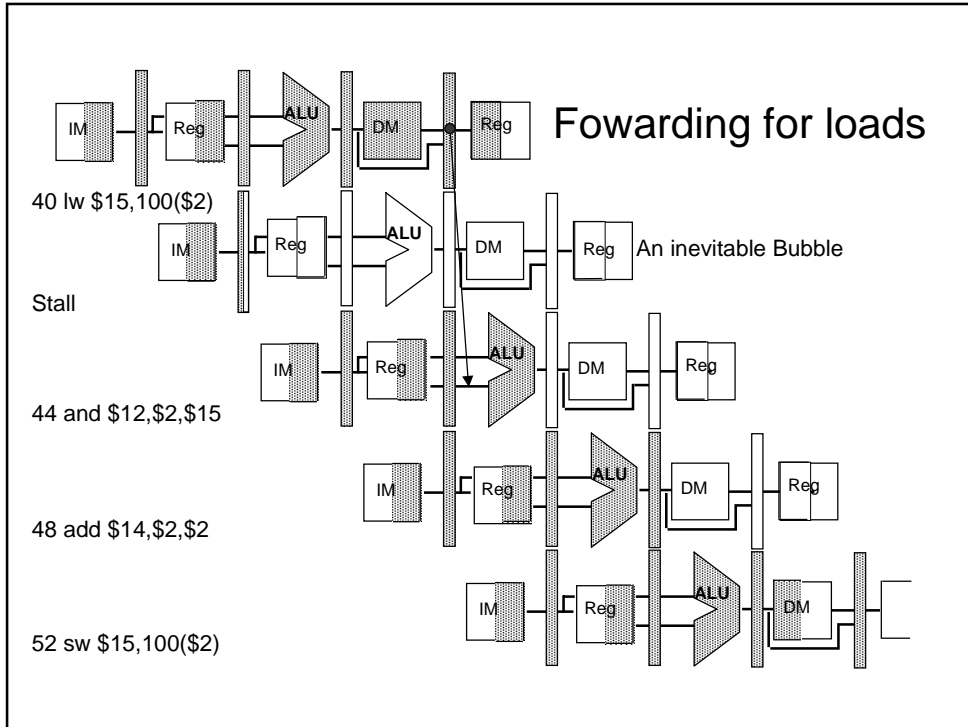 Fowarding for loads
IM Reg ALU DM Reg
40 lw $15,100($2)
IM Reg ALU DM Reg An inevitable Bubble
Stall
IM Reg ALU DM Reg
44 and $12,$2,$15
IM Reg ALU DM Reg
48 add $14,$2,$2
IM Reg ALU DM
52 sw $15,100($2)